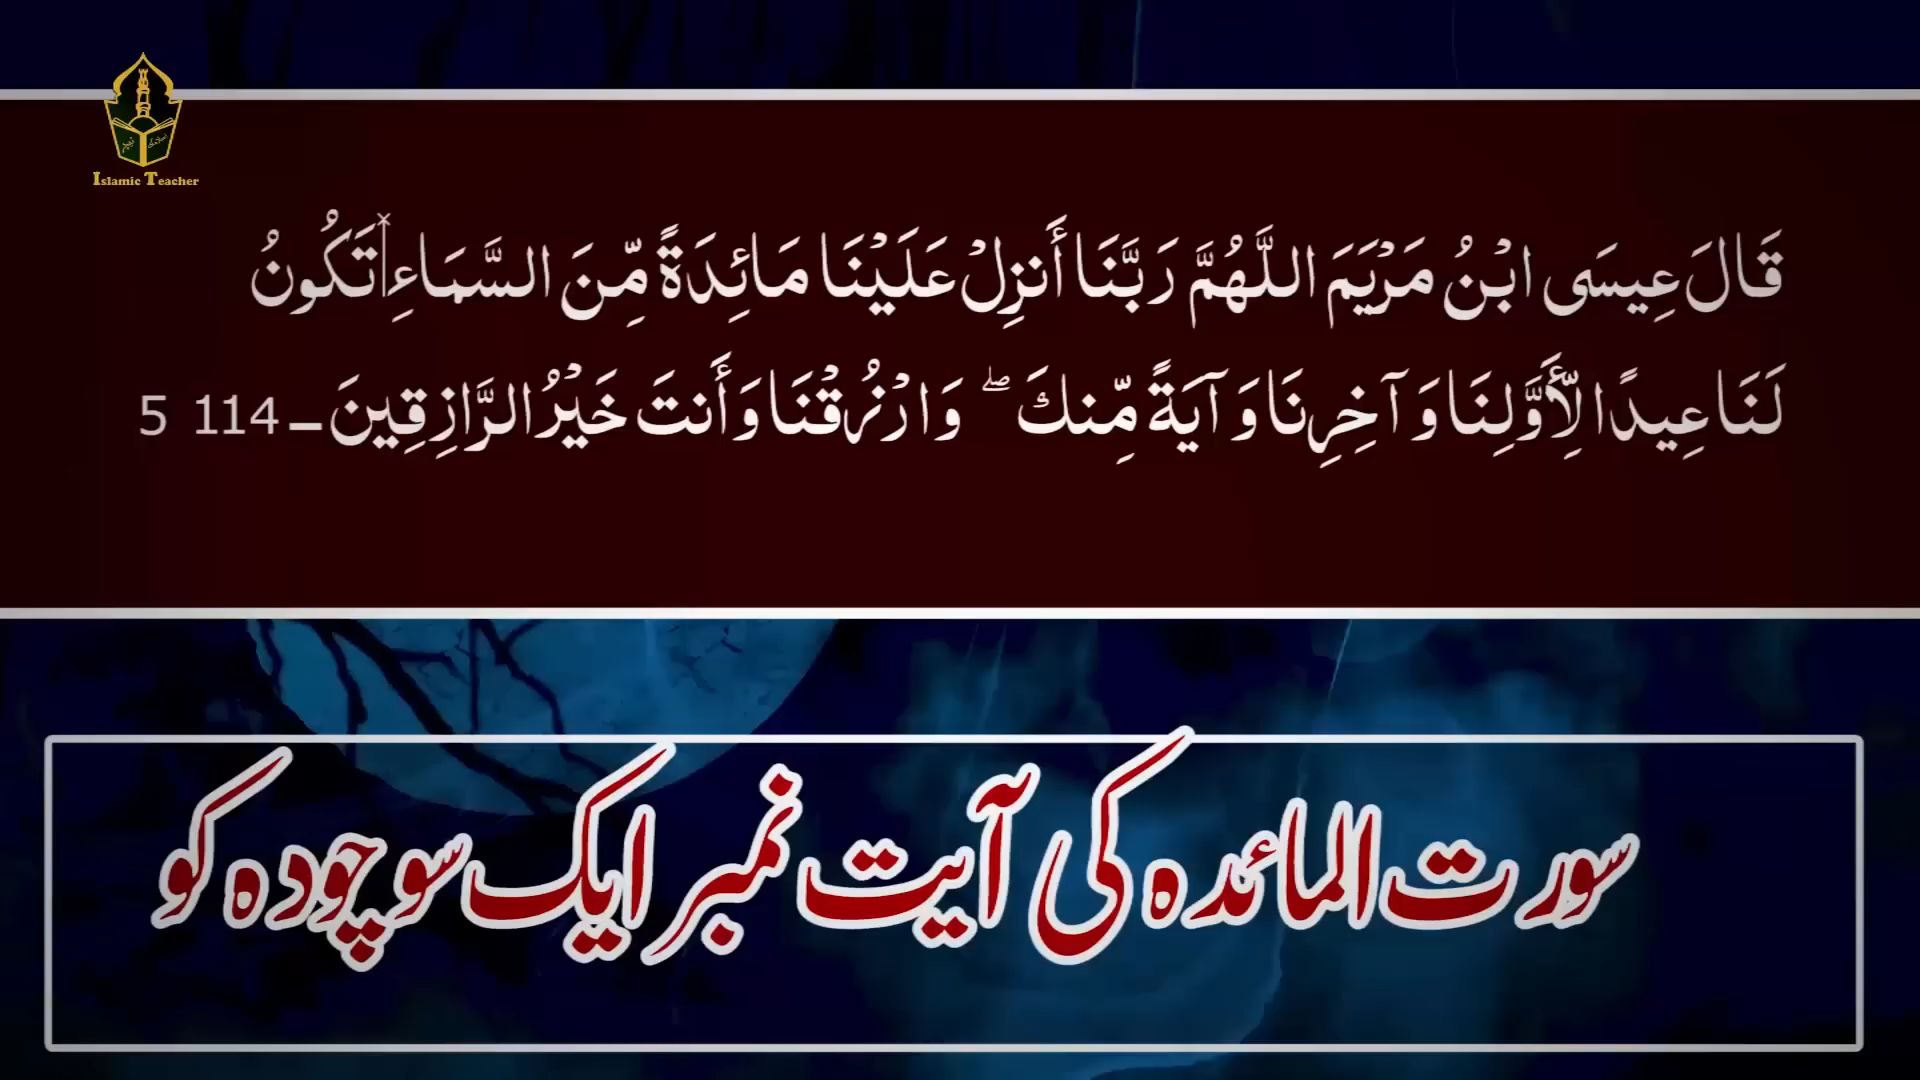 Islamic Teacher
قَالَ عِيسَى ابْنُ مَرْيَمَ اللَّهُمَّ رَبَّنَا أَنزِلْ عَلَيْنَا مَائِدَةً مِّنَ السَّمَاءِ تَكُونُ
لَنَا عِيدًا لِّأَوَّلِنَا وَآخِرِنَا وَآيَةً مِّنكَ ۖ وَارْزُقْنَا وَأَنتَ خَيْرُ الرَّازِقِينَ ـ 114 5
سورت المائدہ کی آیت نمبر ایک سو چودہ کو